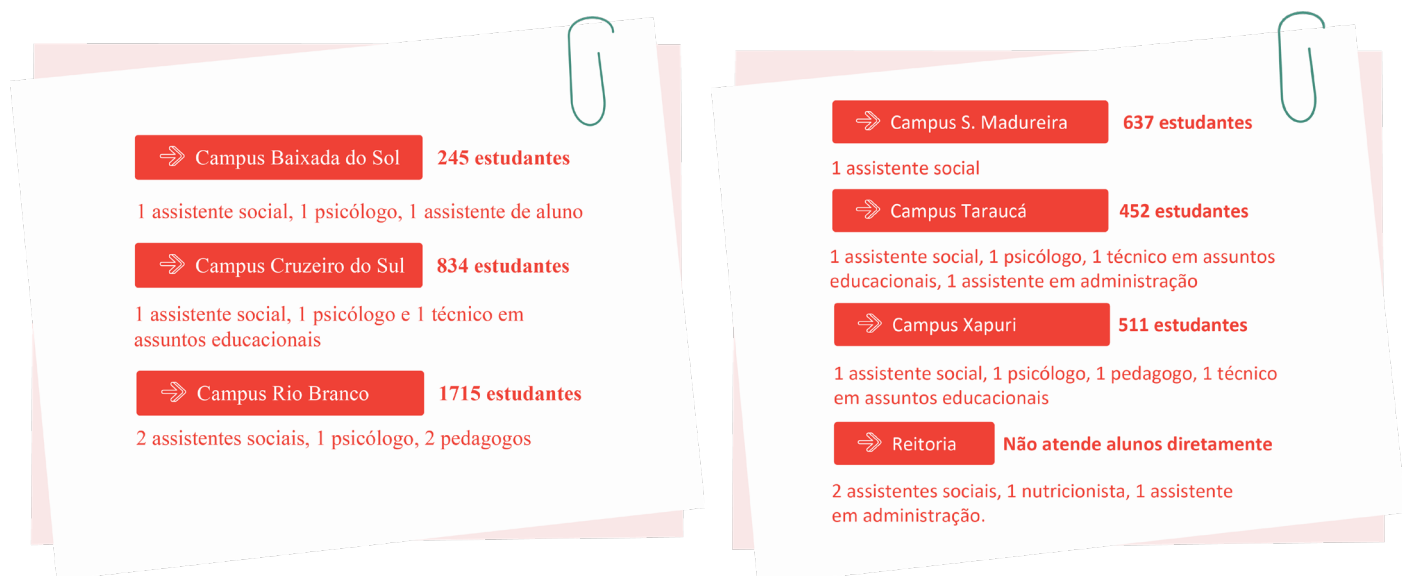 Campus Baixada do Sol 245 estudantes
1 assistente social, 1 psicólogo, 1 assistente de aluno
Campus Cruzeiro do Sul 834 estudantes
1 assistente social, 1 psicólogo e 1 técnico em
assuntos educacionais
Campus Rio Branco 1715 estudantes
2 assistentes sociais, 1 psicólogo, 2 pedagogos
Campus S. Madureira 637 estudantes
1 assistente social
Campus Taraucá 452 estudantes
1 assistente social, 1 psicólogo, 1 técnico em assuntos
educacionais, 1 assistente em administração
Campus Xapuri 511 estudantes
1 assistente social, 1 psicólogo, 1 pedagogo, 1 técnico
em assuntos educacionais
Reitoria Não atende alunos diretamente
2 assistentes sociais, 1 nutricionista, 1 assistente
em administração.